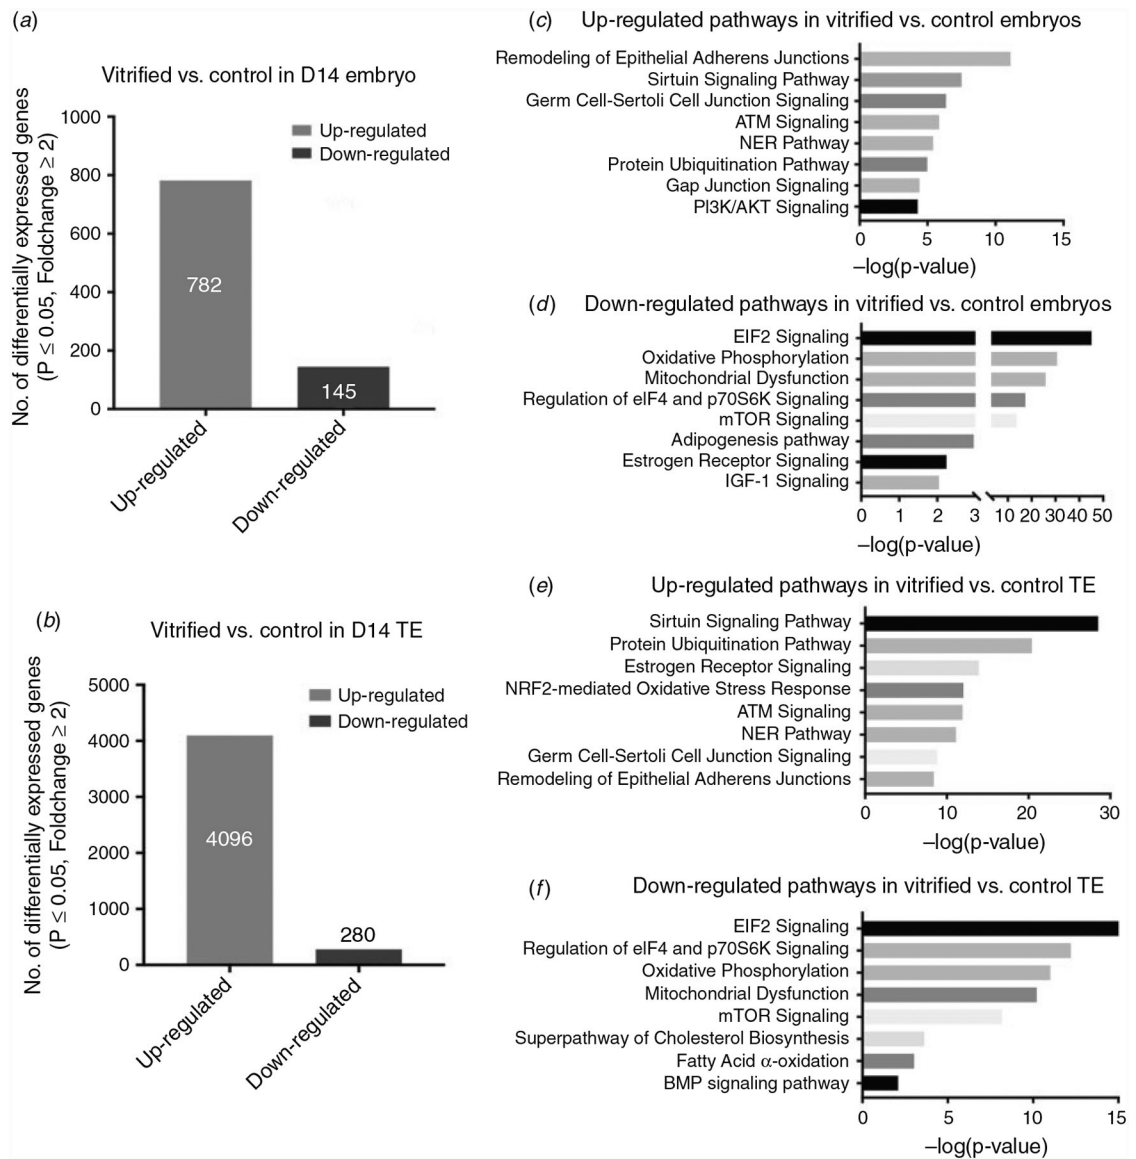 (a)
Vitrified vs. control in D14 embryo
No. of differentially expressed genes
(P ≤ 0.05, Foldchange ≥ 2)
1000
800
600
400
200
0
Up-regulated
Down-regulated
782
145
Up-regulated
Down-regulated
(b)
Vitrified vs. control in D14 TE
No. of differentially expressed genes
(P ≤ 0.05, Foldchange ≥ 2)
5000
4000
3000
2000
1000
0
Up-regulated
Down-regulated
4096
280
Up-regulated
Down-regulated
(c) Up-regulated pathways in vitrified vs. control embryos
Remodeling of Epithelial Adherens Junctions
Sirtuin Signaling Pathway
Germ Cell-Sertoli Cell Junction Signaling
ATM Signaling
NER Pathway
Protein Ubiquitination Pathway
Gap Junction Signaling
PI3K/AKT Signaling
0 5 10 15
–log(p-value)
(d) Down-regulated pathways in vitrified vs. control embryos
EIF2 Signaling
Oxidative Phosphorylation
Mitochondrial Dysfunction
Regulation of eIF4 and p70S6K Signaling
mTOR Signaling
Adipogenesis pathway
Estrogen Receptor Signaling
IGF-1 Signaling
0 1 2 3 10 20 30 40 50
–log(p-value)
(e) Up-regulated pathways in vitrified vs. control TE
Sirtuin Signaling Pathway
Protein Ubiquitination Pathway
Estrogen Receptor Signaling
NRF2-mediated Oxidative Stress Response
ATM Signaling
NER Pathway
Germ Cell-Sertoli Cell Junction Signaling
Remodeling of Epithelial Adherens Junctions
0 10 20 30
–log(p-value)
(f) Down-regulated pathways in vitrified vs. control TE
EIF2 Signaling
Regulation of eIF4 and p70S6K Signaling
Oxidative Phosphorylation
Mitochondrial Dysfunction
mTOR Signaling
Superpathway of Cholesterol Biosynthesis
Fatty Acid α-oxidation
BMP signaling pathway
0 5 10 15
–log(p-value)